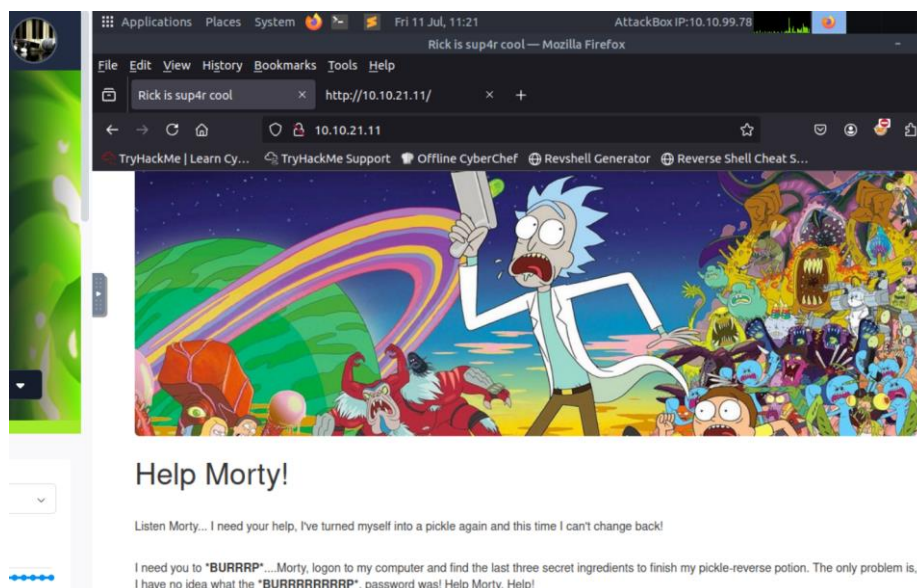 Applications Places System Fri 11 Jul, 11:21 AttackBox IP:10.10.99.78
Rick is sup4r cool — Mozilla Firefox
File Edit View History Bookmarks Tools Help
Rick is sup4r cool × http://10.10.21.11/ × +
10.10.21.11
TryHackMe | Learn Cy... TryHackMe Support Offline CyberChef Revshell Generator Reverse Shell Cheat S...
Help Morty!
Listen Morty... I need your help, I've turned myself into a pickle again and this time I can't change back!
I need you to *BURRRP*....Morty, logon to my computer and find the last three secret ingredients to finish my pickle-reverse potion. The only problem is,
I have no idea what the *BURRRRRRRRP*, password was! Help Morty, Help!